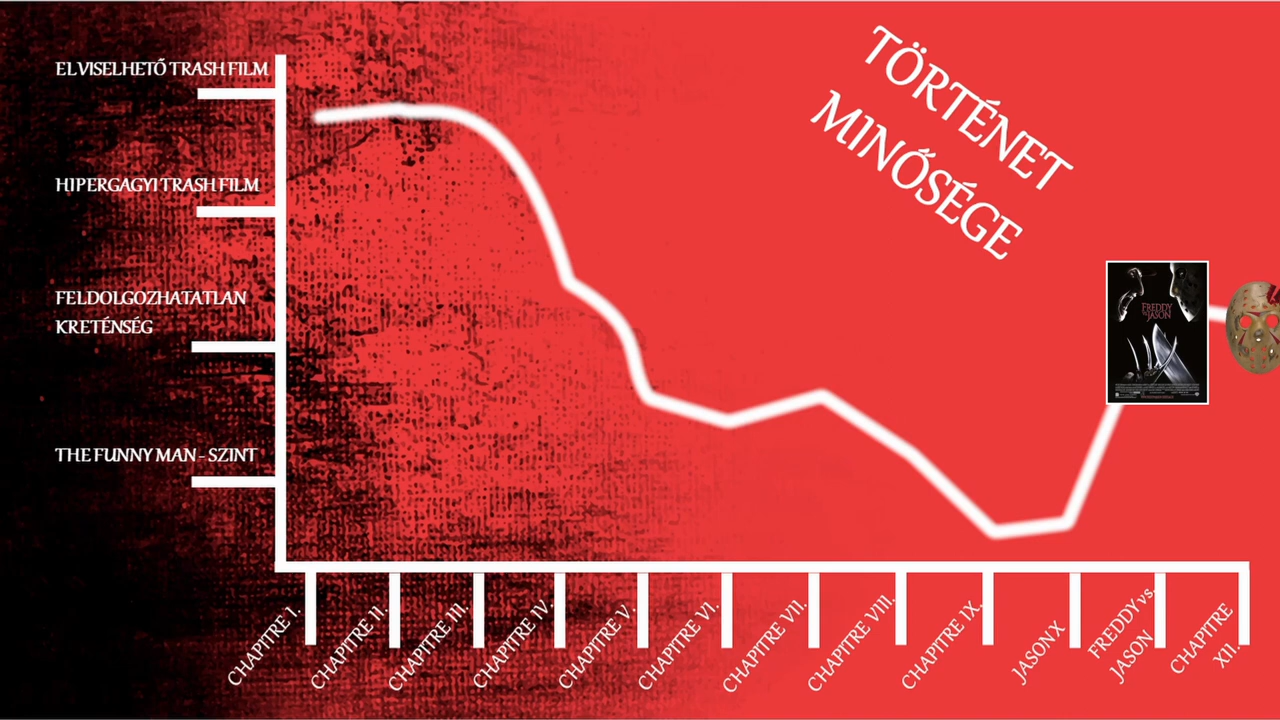 TÖRTÉNET
MINŐSÉGE
ELVISELHETŐ TRASH FILM
HIPERGAGYI TRASH FILM
FELDOLGOZHATATLAN
KRETÉNSÉG
THE FUNNY MAN - SZINT
FREDDY
vs
JASON
CHAPITRE I.
CHAPITRE II.
CHAPITRE III.
CHAPITRE IV.
CHAPITRE V.
CHAPITRE VI.
CHAPITRE VII.
CHAPITRE VIII.
CHAPITRE IX.
JASON X
FREDDY vs.
JASON
CHAPITRE
XII.